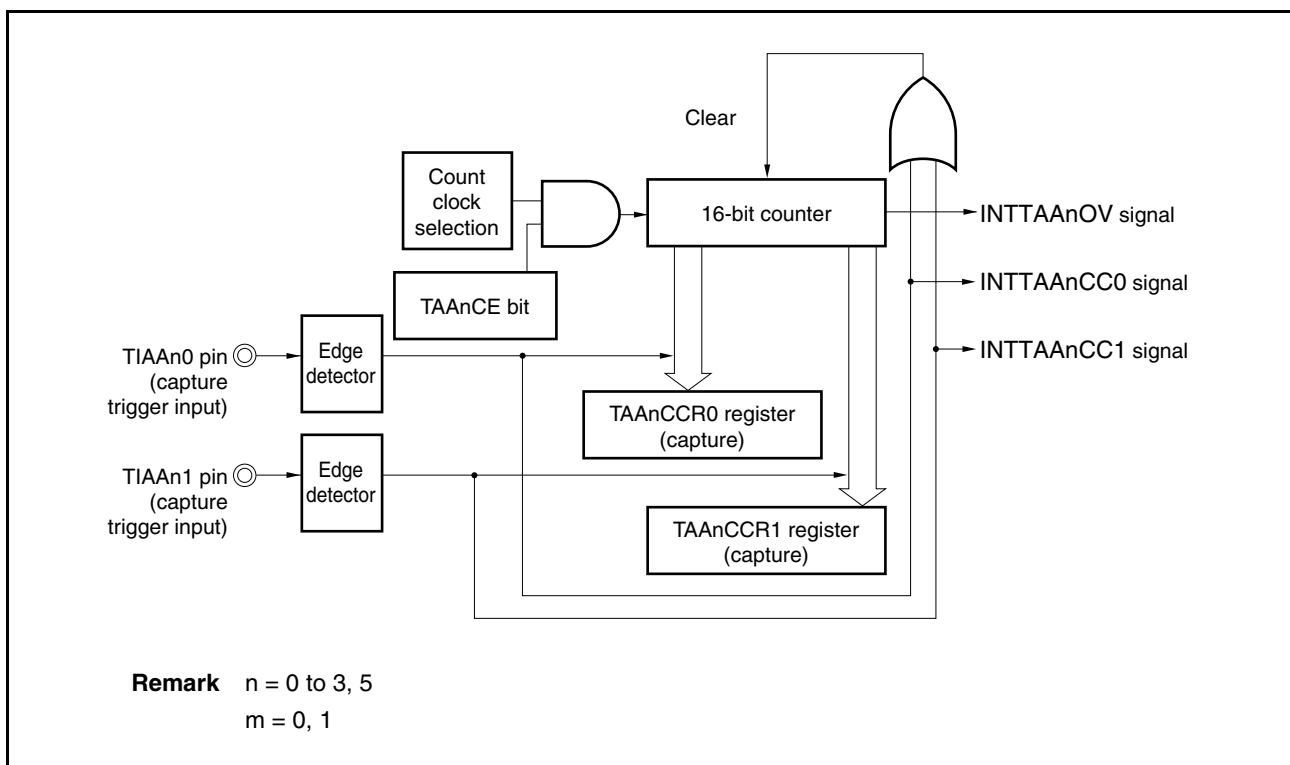 Clear
Count
clock
selection
16-bit counter
INTTAAnOV signal
TAAnCE bit
INTTAAnCC0 signal
TIAAn0 pin
(capture
trigger input)
Edge
detector
INTTAAnCC1 signal
TAAnCCR0 register
(capture)
TIAAn1 pin
(capture
trigger input)
Edge
detector
TAAnCCR1 register
(capture)
Remark n = 0 to 3, 5
m = 0, 1